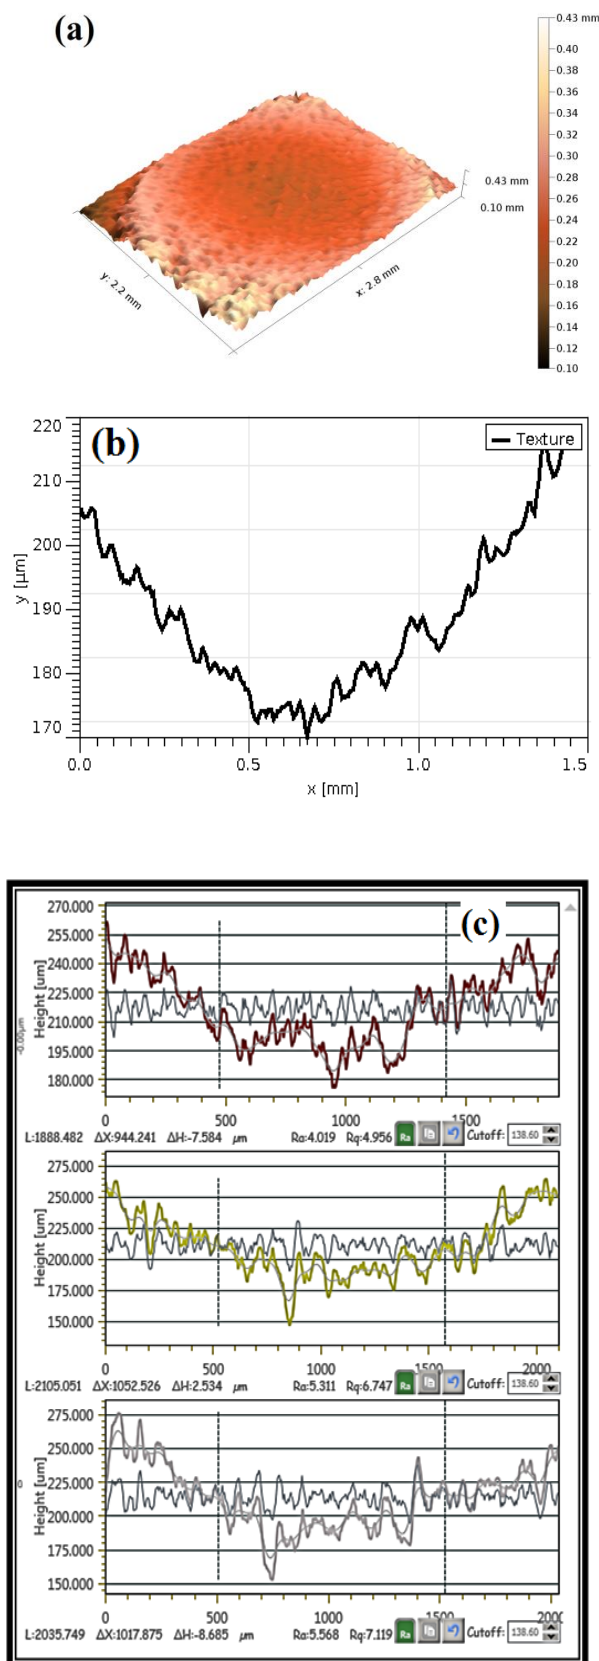 (a)
0.43 mm
0.40
0.38
0.36
0.34
0.32
0.30
0.28
0.26
0.24
0.22
0.20
0.18
0.16
0.14
0.12
0.10
0.43 mm
0.10 mm
y: 2.2 mm
x: 2.8 mm
(b)
Texture
220
210
200
190
180
170
y [µm]
0.0 0.5 1.0 1.5
x [mm]
(c)
270.000
255.000
240.000
225.000
210.000
195.000
180.000
Height [um]
-0.00µm
0 500 1000 1500
L:1888.482 ΔX:944.241 ΔH:-7.584 µm Ra:4.019 Rq:4.956 Ra Cutoff: 138.60
275.000
250.000
225.000
200.000
175.000
150.000
Height [um]
0 500 1000 1500 2000
L:2105.051 ΔX:1052.526 ΔH:2.534 µm Ra:5.311 Rq:6.747 Ra Cutoff: 138.60
275.000
250.000
225.000
200.000
175.000
150.000
Height [um]
0
0 500 1000 1500 2000
L:2035.749 ΔX:1017.875 ΔH:-8.685 µm Ra:5.568 Rq:7.119 Ra Cutoff: 138.60